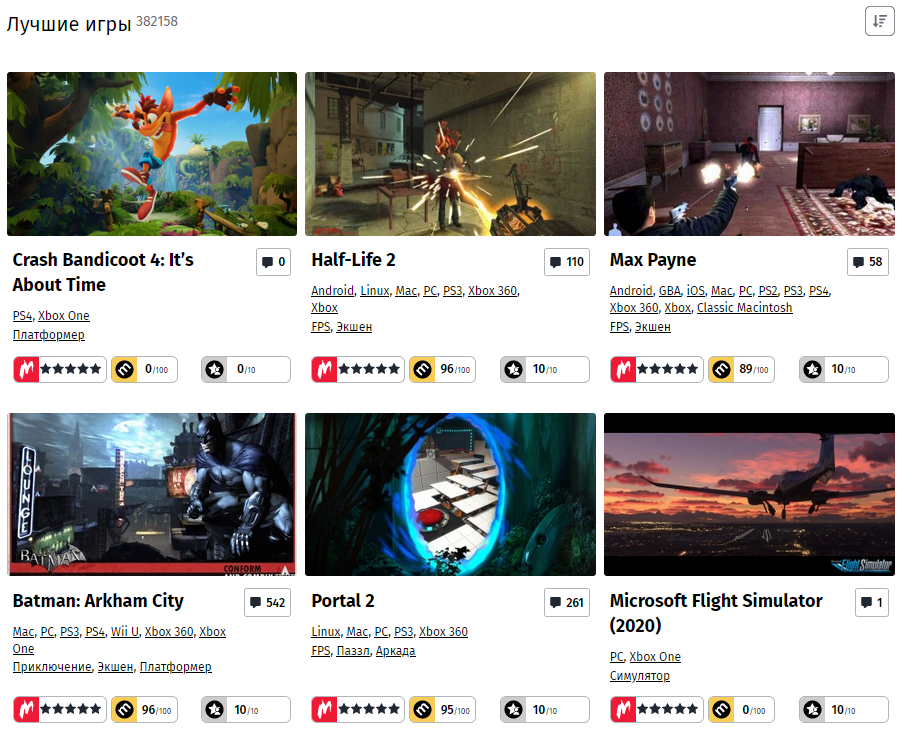 Лучшие игры 382158
Crash Bandicoot 4: It’s
About Time
0
PS4, Xbox One
Платформер
0/100
0/10
Half-Life 2
110
Android, Linux, Mac, PC, PS3, Xbox 360,
Xbox
FPS, Экшен
96/100
10/10
Max Payne
58
Android, GBA, iOS, Mac, PC, PS2, PS3, PS4,
Xbox 360, Xbox, Classic Macintosh
FPS, Экшен
89/100
10/10
LOUNGE
BATMAN
CONFORM
Batman: Arkham City
542
Mac, PC, PS3, PS4, Wii U, Xbox 360, Xbox
One
Приключение, Экшен, Платформер
96/100
10/10
Portal 2
261
Linux, Mac, PC, PS3, Xbox 360
FPS, Паззл, Аркада
95/100
10/10
Flight Simulator
Microsoft Flight Simulator
(2020)
1
PC, Xbox One
Симулятор
0/100
10/10